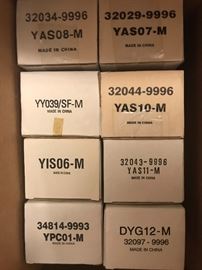 32034-9996
YAS08-M
MADE IN CHINA
32029-9996
YAS07-M
MADE IN CHINA
YY039/SF-M
MADE IN CHINA
32044-9996
YAS10-M
MADE IN CHINA
YIS06-M
MADE IN CHINA
32043-9996
YAS11-M
MADE IN CHINA
34814-9993
YPC01-M
MADE IN CHINA
DYG12-M
32097-9996